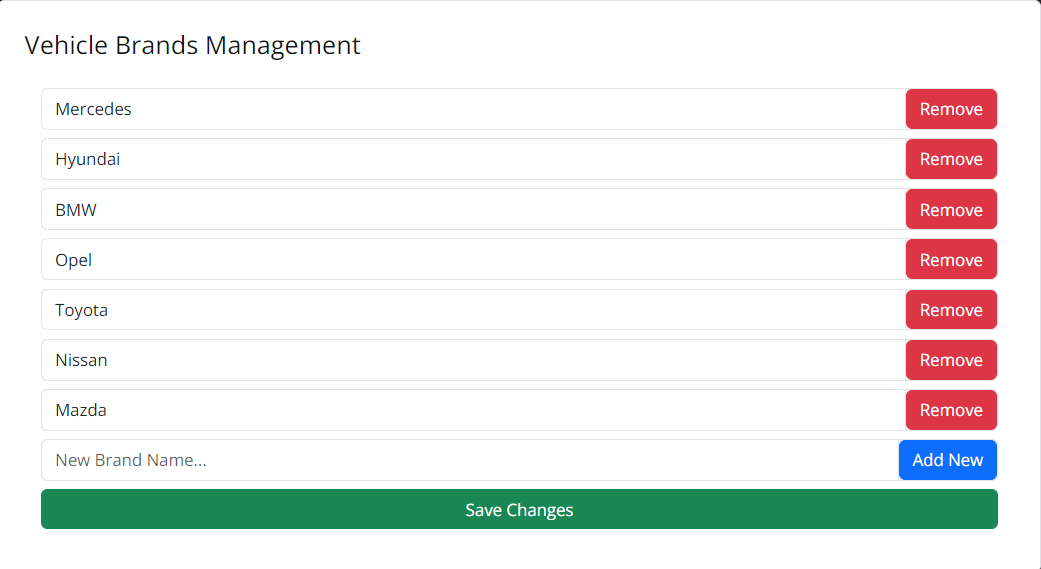 Vehicle Brands Management
Mercedes Remove
Hyundai Remove
BMW Remove
Opel Remove
Toyota Remove
Nissan Remove
Mazda Remove
New Brand Name... Add New
Save Changes